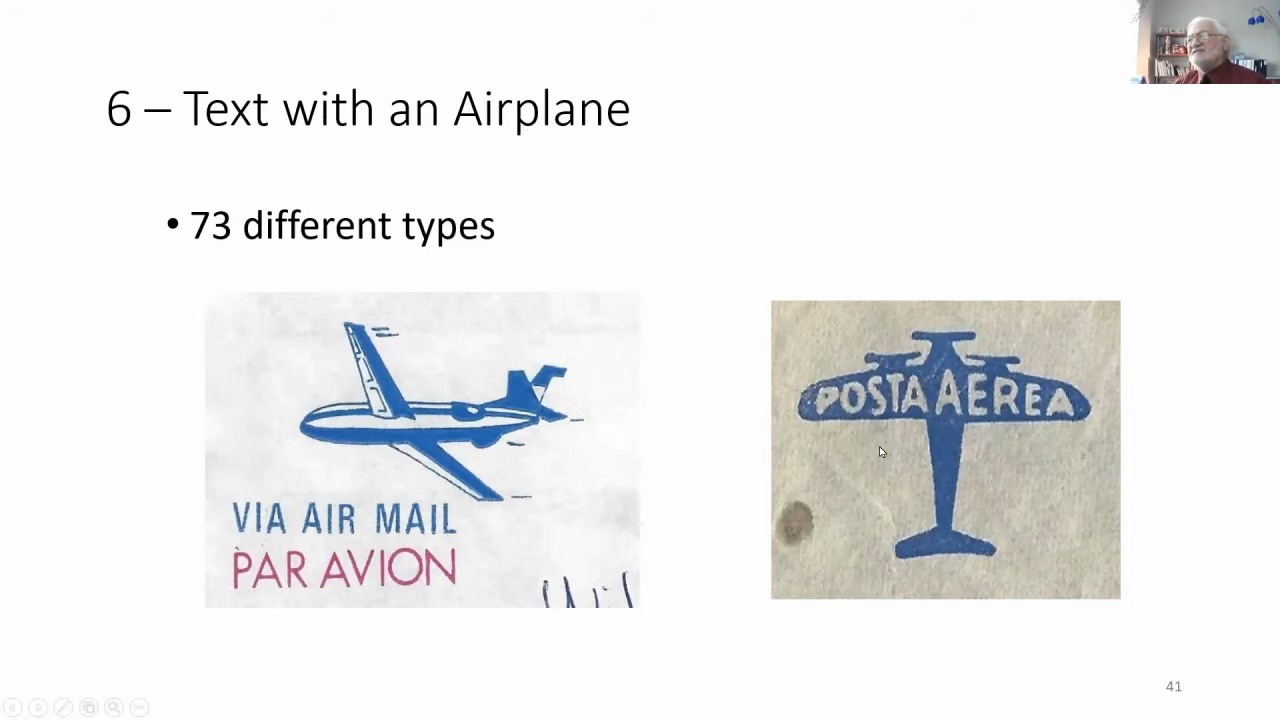 6 – Text with an Airplane
• 73 different types
VIA AIR MAIL
PAR AVION
POSTA AEREA
41